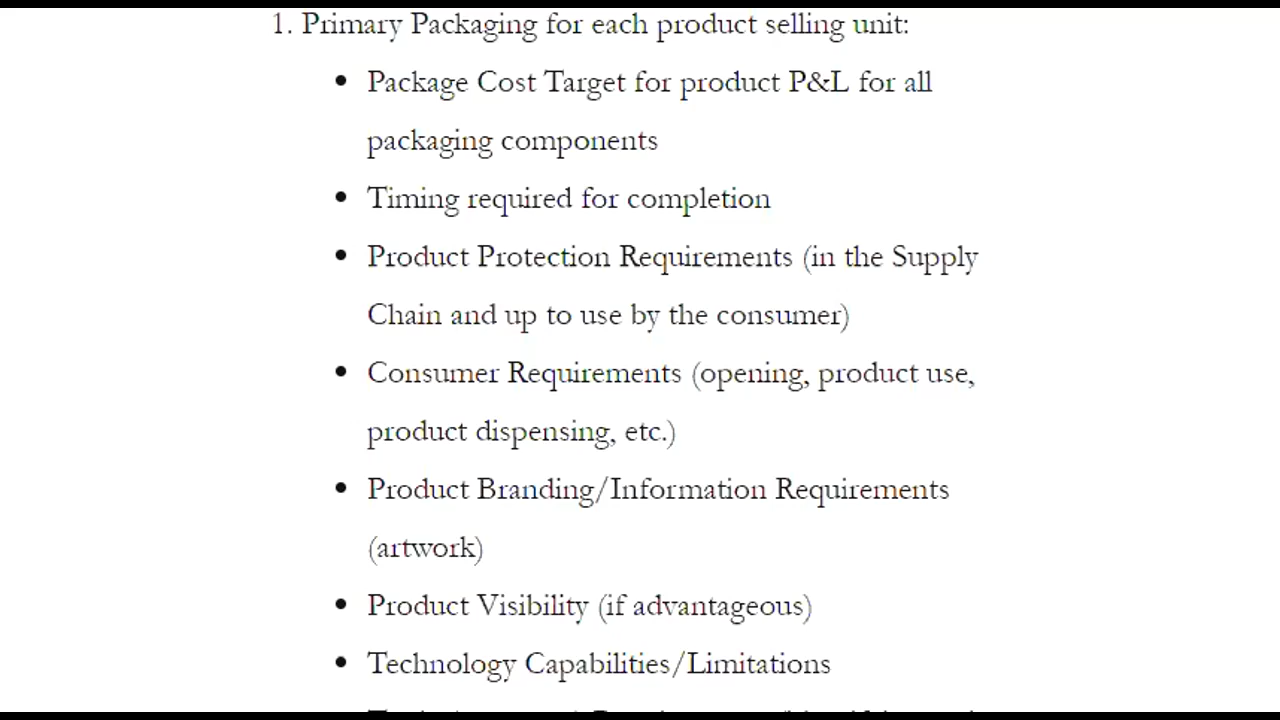 1. Primary Packaging for each product selling unit:
• Package Cost Target for product P&L for all
packaging components
• Timing required for completion
• Product Protection Requirements (in the Supply
Chain and up to use by the consumer)
• Consumer Requirements (opening, product use,
product dispensing, etc.)
• Product Branding/Information Requirements
(artwork)
• Product Visibility (if advantageous)
• Technology Capabilities/Limitations